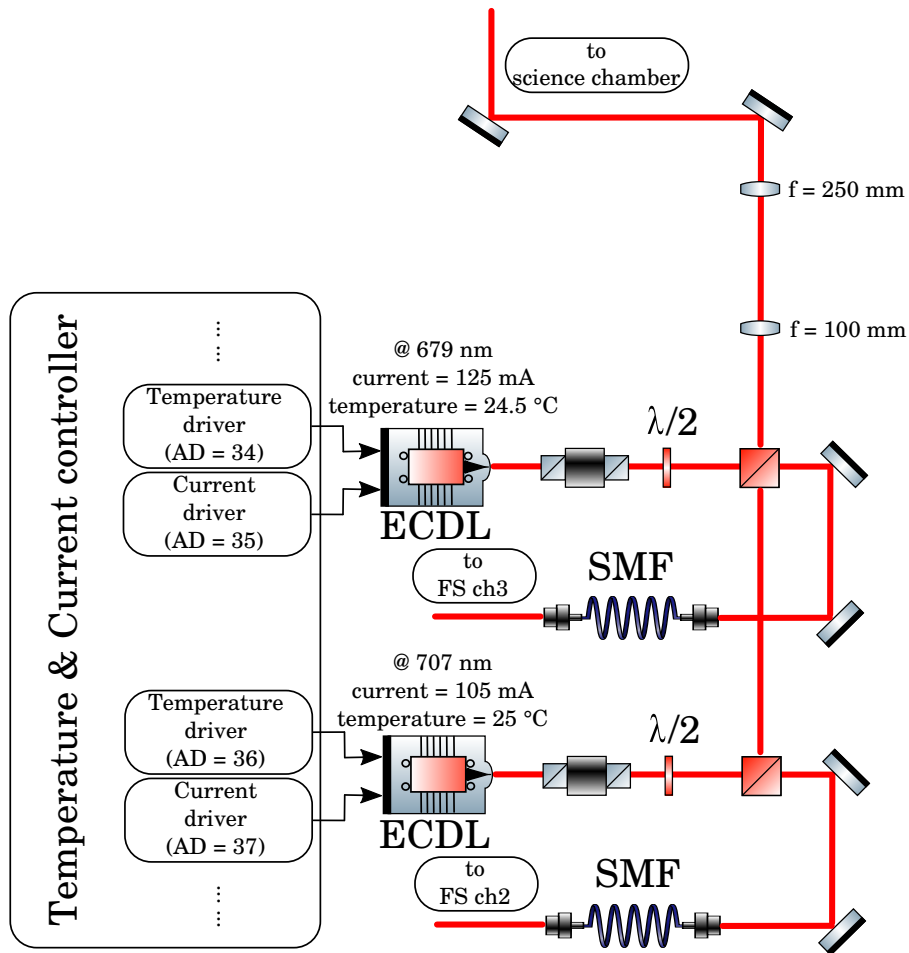 to
science chamber
f = 250 mm
f = 100 mm
Temperature & Current controller
@ 679 nm
current = 125 mA
temperature = 24.5 °C
Temperature
driver
(AD = 34)
Current
driver
(AD = 35)
ECDL
λ/2
to
FS ch3
SMF
@ 707 nm
current = 105 mA
temperature = 25 °C
Temperature
driver
(AD = 36)
Current
driver
(AD = 37)
ECDL
λ/2
to
FS ch2
SMF